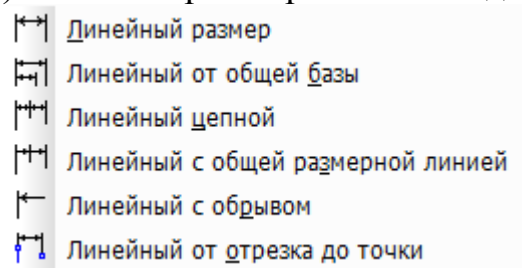 Линейный размер
Линейный от общей базы
Линейный цепной
Линейный с общей размерной линией
Линейный с обрывом
Линейный от отрезка до точки